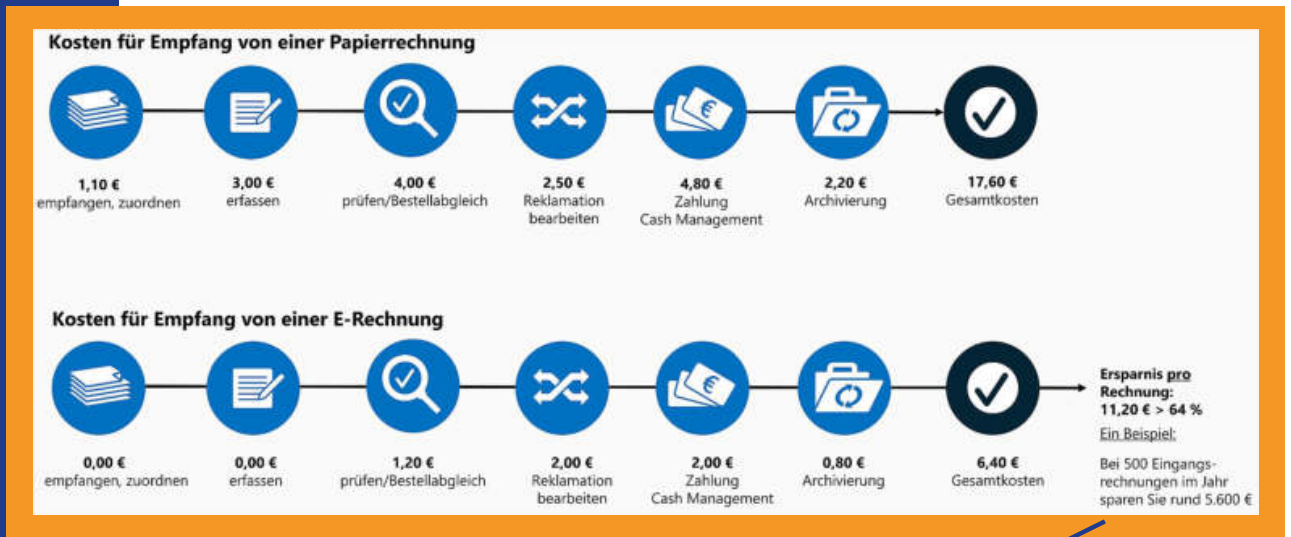 Kosten für Empfang von einer Papierrechnung
1,10 €
empfangen, zuordnen
3,00 €
erfassen
4,00 €
prüfen/Bestellabgleich
2,50 €
Reklamation
bearbeiten
4,80 €
Zahlung
Cash Management
2,20 €
Archivierung
17,60 €
Gesamtkosten
Kosten für Empfang von einer E-Rechnung
0,00 €
empfangen, zuordnen
0,00 €
erfassen
1,20 €
prüfen/Bestellabgleich
2,00 €
Reklamation
bearbeiten
2,00 €
Zahlung
Cash Management
0,80 €
Archivierung
6,40 €
Gesamtkosten
Ersparnis pro
Rechnung:
11,20 € > 64 %
Ein Beispiel:
Bei 500 Eingangs-
rechnungen im Jahr
sparen Sie rund 5.600 €